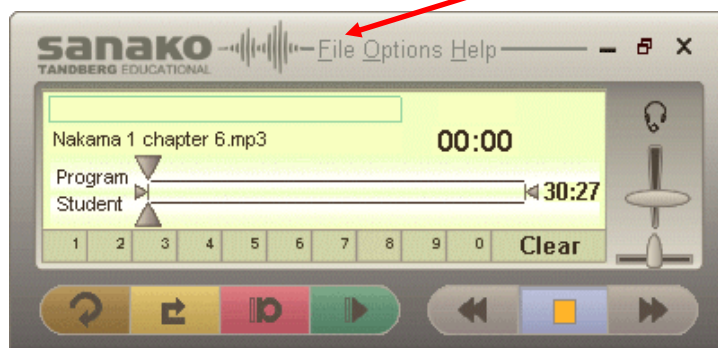 sanako File Options Help
TANDBERG EDUCATIONAL
Nakama 1 chapter 6.mp3 00:00
Program
30:27
Student
1 2 3 4 5 6 7 8 9 0 Clear